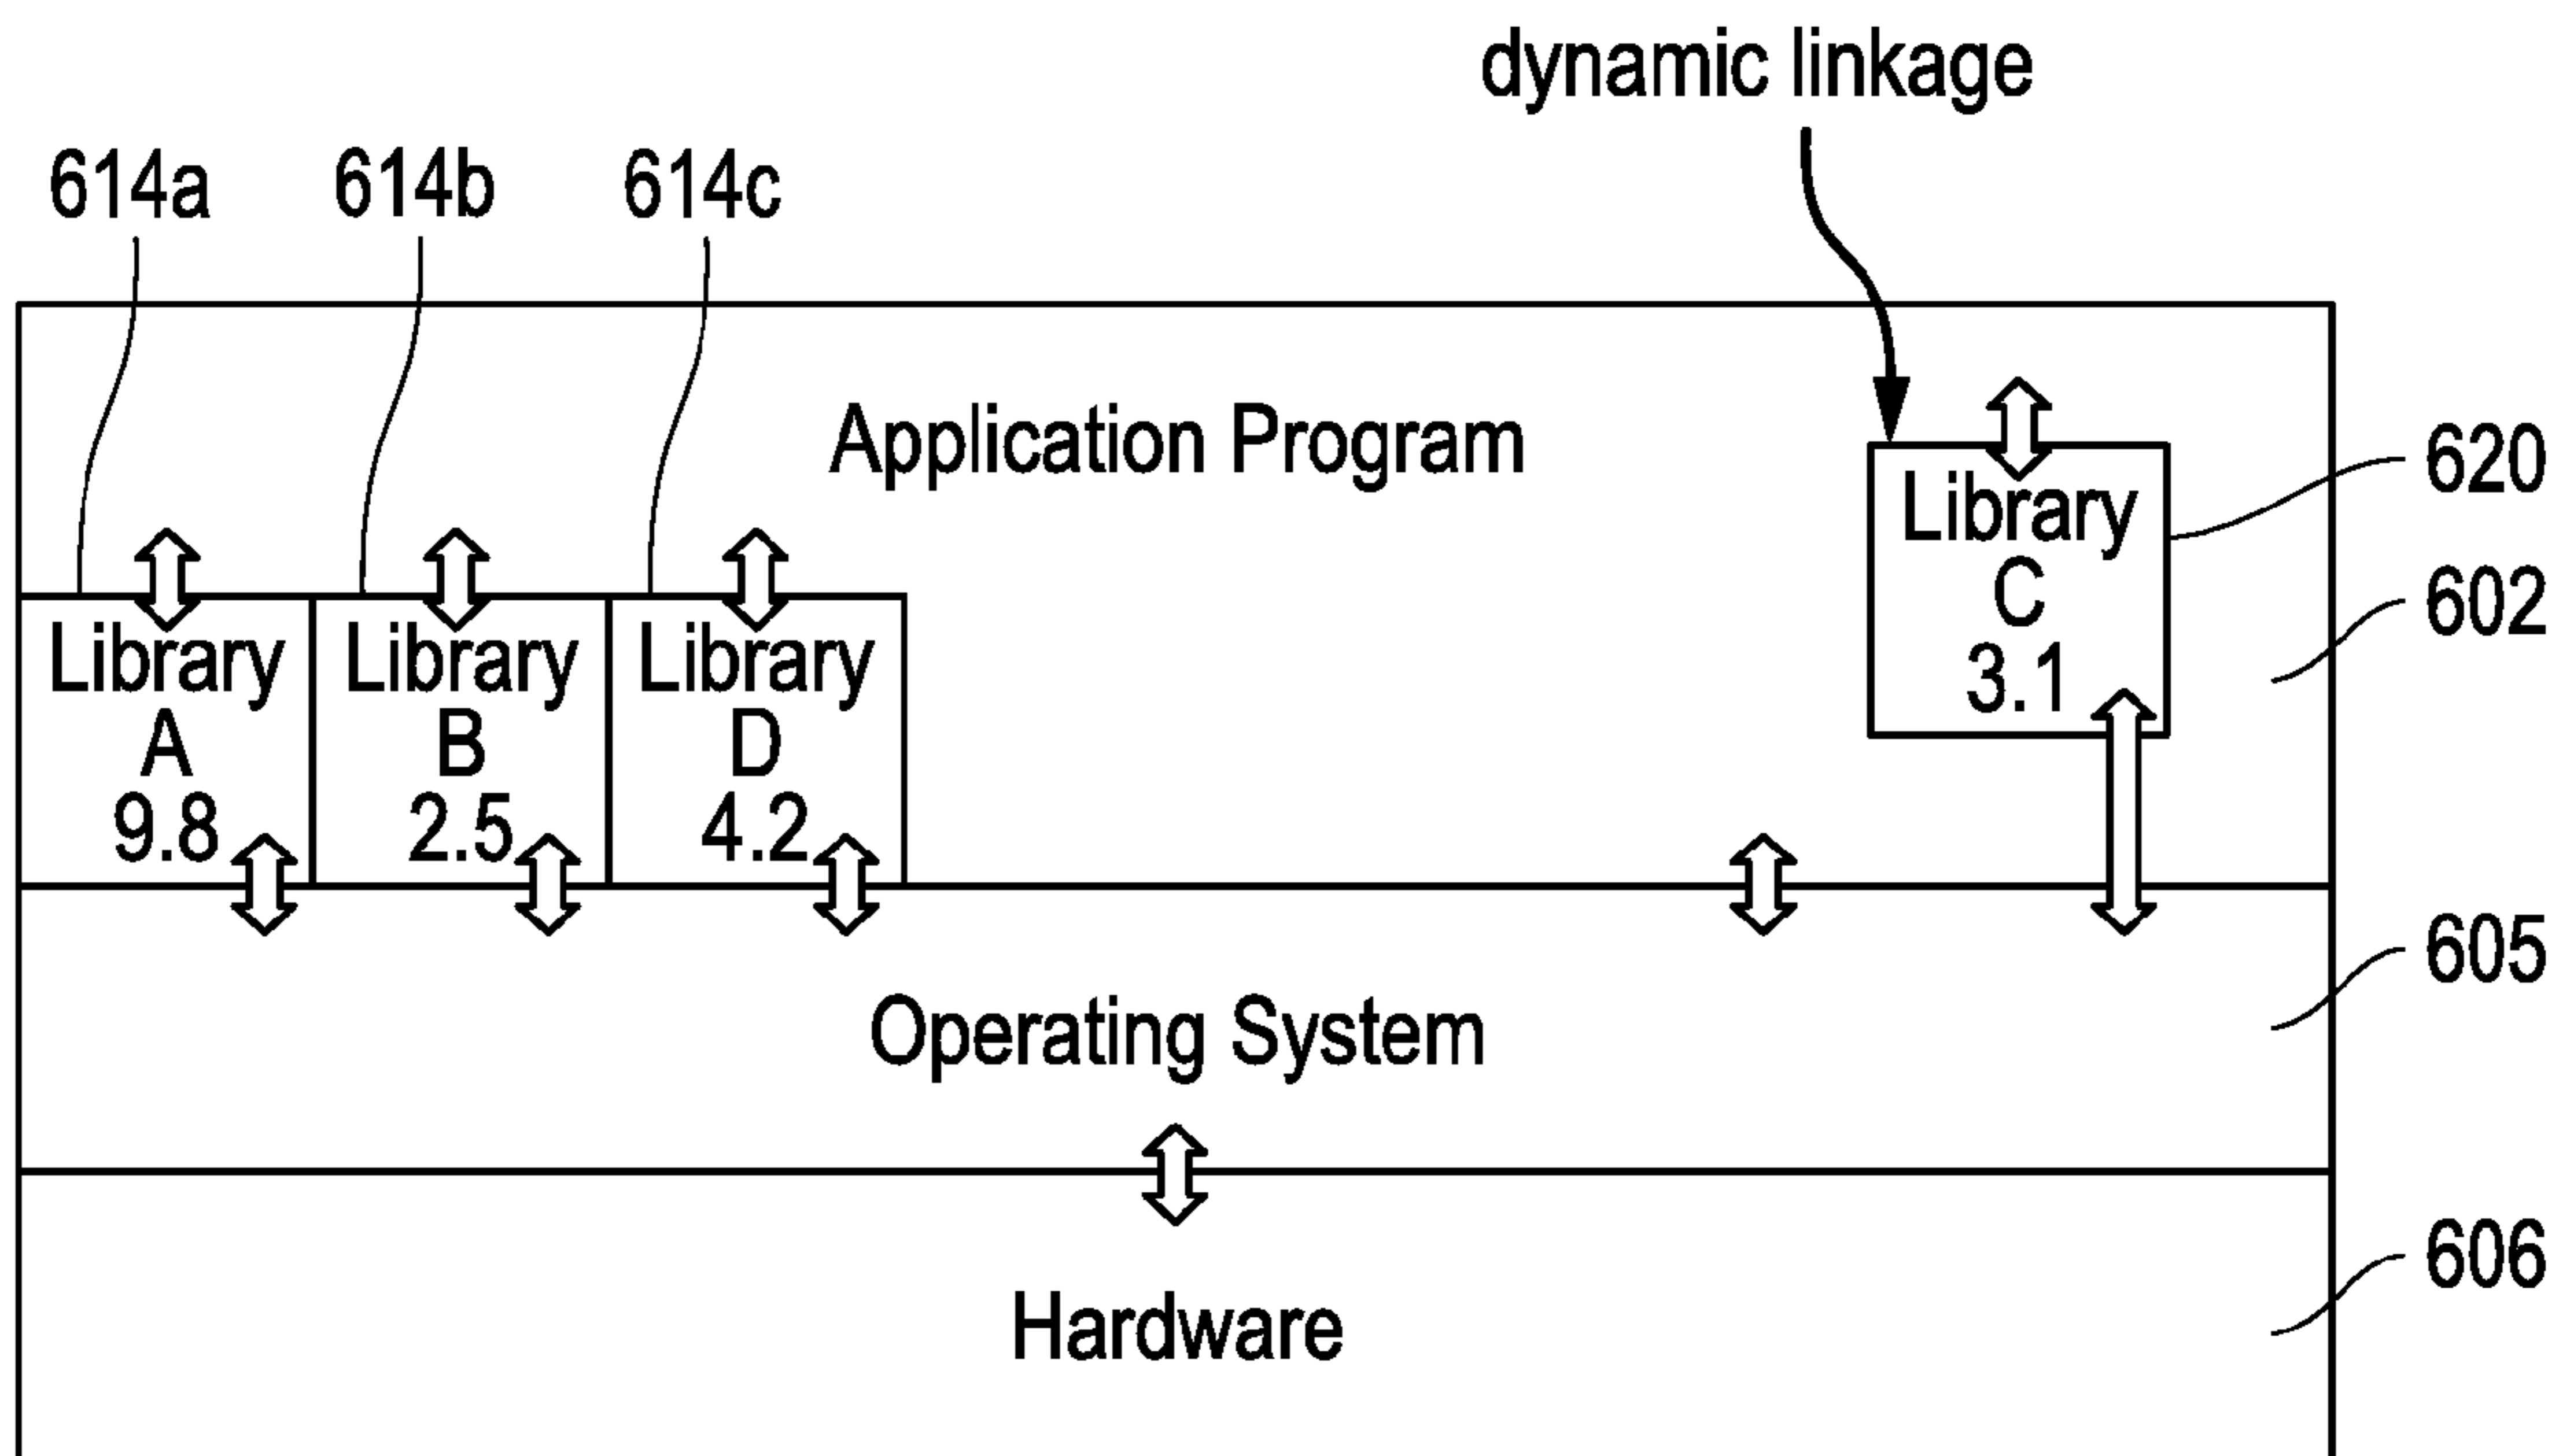 dynamic linkage
614a
614b
614c
Application Program
620
Library
C
3.1
602
Library
A
9.8
Library
B
2.5
Library
D
4.2
605
Operating System
606
Hardware